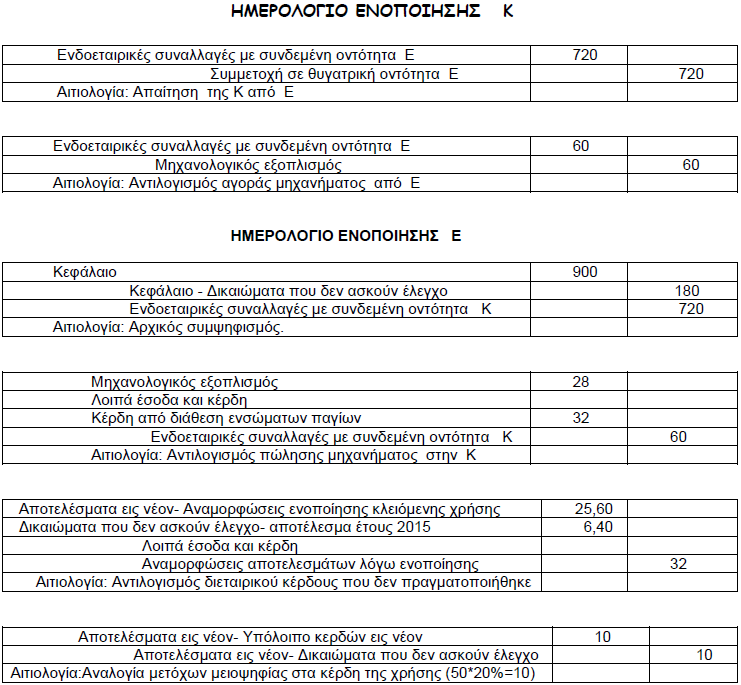 ΗΜΕΡΟΛΟΓΙΟ ΕΝΟΠΟΙΗΣΗΣ Κ
Ενδοεταιρικές συναλλαγές με συνδεμένη οντότητα Ε 720
Συμμετοχή σε θυγατρική οντότητα Ε 720
Αιτιολογία: Απαίτηση της Κ από Ε
Ενδοεταιρικές συναλλαγές με συνδεμένη οντότητα Ε 60
Μηχανολογικός εξοπλισμός 60
Αιτιολογία: Αντιλογισμός αγοράς μηχανήματος από Ε
ΗΜΕΡΟΛΟΓΙΟ ΕΝΟΠΟΙΗΣΗΣ Ε
Κεφάλαιο 900
Κεφάλαιο - Δικαιώματα που δεν ασκούν έλεγχο 180
Ενδοεταιρικές συναλλαγές με συνδεμένη οντότητα Κ 720
Αιτιολογία: Αρχικός συμψηφισμός.
Μηχανολογικός εξοπλισμός 28
Λοιπά έσοδα και κέρδη
Κέρδη από διάθεση ενσώματων παγίων 32
Ενδοεταιρικές συναλλαγές με συνδεμένη οντότητα Κ 60
Αιτιολογία: Αντιλογισμός πώλησης μηχανήματος στην Κ
Αποτελέσματα εις νέον- Αναμορφώσεις ενοποίησης κλειόμενης χρήσης 25,60
Δικαιώματα που δεν ασκούν έλεγχο- αποτέλεσμα έτους 2015 6,40
Λοιπά έσοδα και κέρδη
Αναμορφώσεις αποτελεσμάτων λόγω ενοποίησης 32
Αιτιολογία: Αντιλογισμός διεταιρικού κέρδους που δεν πραγματοποιήθηκε
Αποτελέσματα εις νέον- Υπόλοιπο κερδών εις νέον 10
Αποτελέσματα εις νέον- Δικαιώματα που δεν ασκούν έλεγχο 10
Αιτιολογία:Αναλογία μετόχων μειοψηφίας στα κέρδη της χρήσης (50*20%=10)